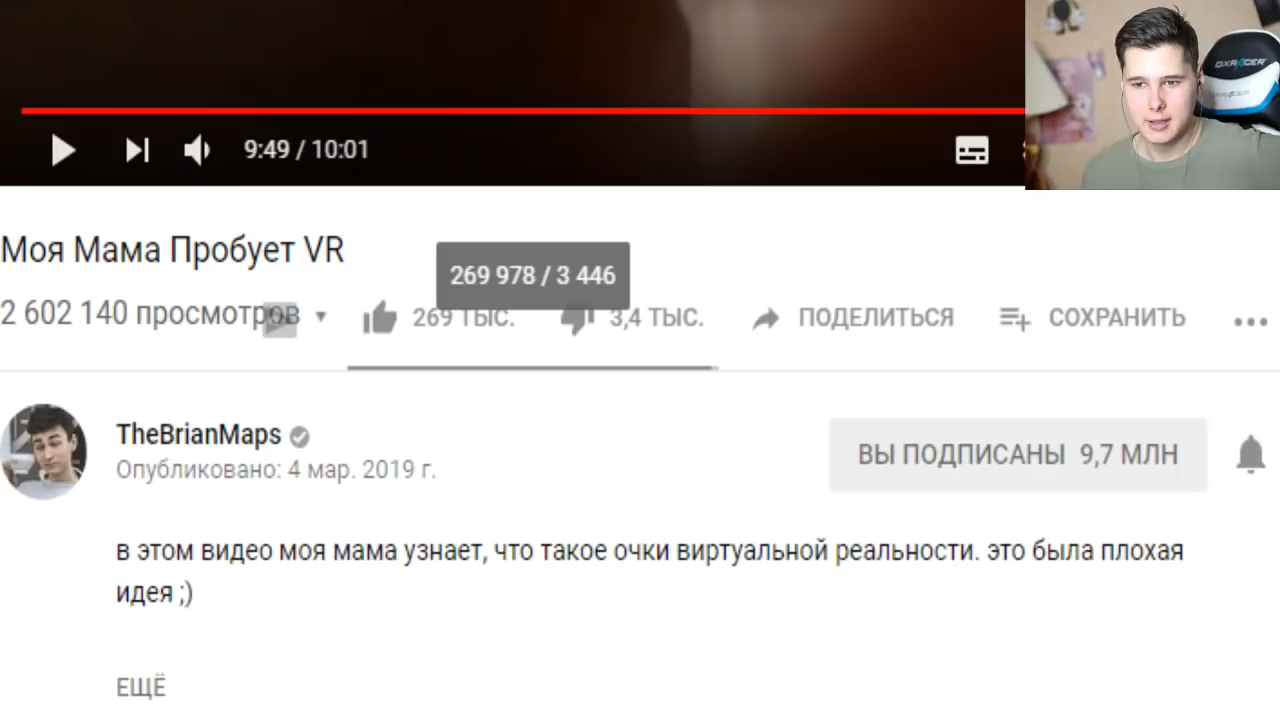 DXRACER
9:49 / 10:01
Моя Мама Пробует VR
269 978 / 3 446
2 602 140 просмотров
269 ТЫС.
3,4 ТЫС.
ПОДЕЛИТЬСЯ
СОХРАНИТЬ
TheBrianMaps
Опубликовано: 4 мар. 2019 г.
ВЫ ПОДПИСАНЫ 9,7 МЛН
в этом видео моя мама узнает, что такое очки виртуальной реальности. это была плохая
идея ;)
ЕЩЁ